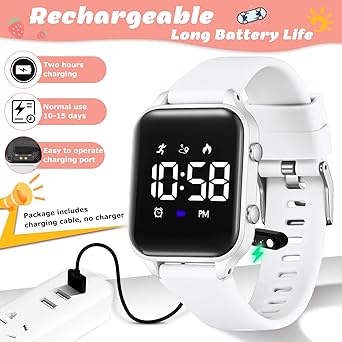 Rechargeable
Long Battery Life
Two hours
charging
Normal use
10-15 days
Easy to operate
charging port
Package includes
charging cable, no charger
10:58
PM